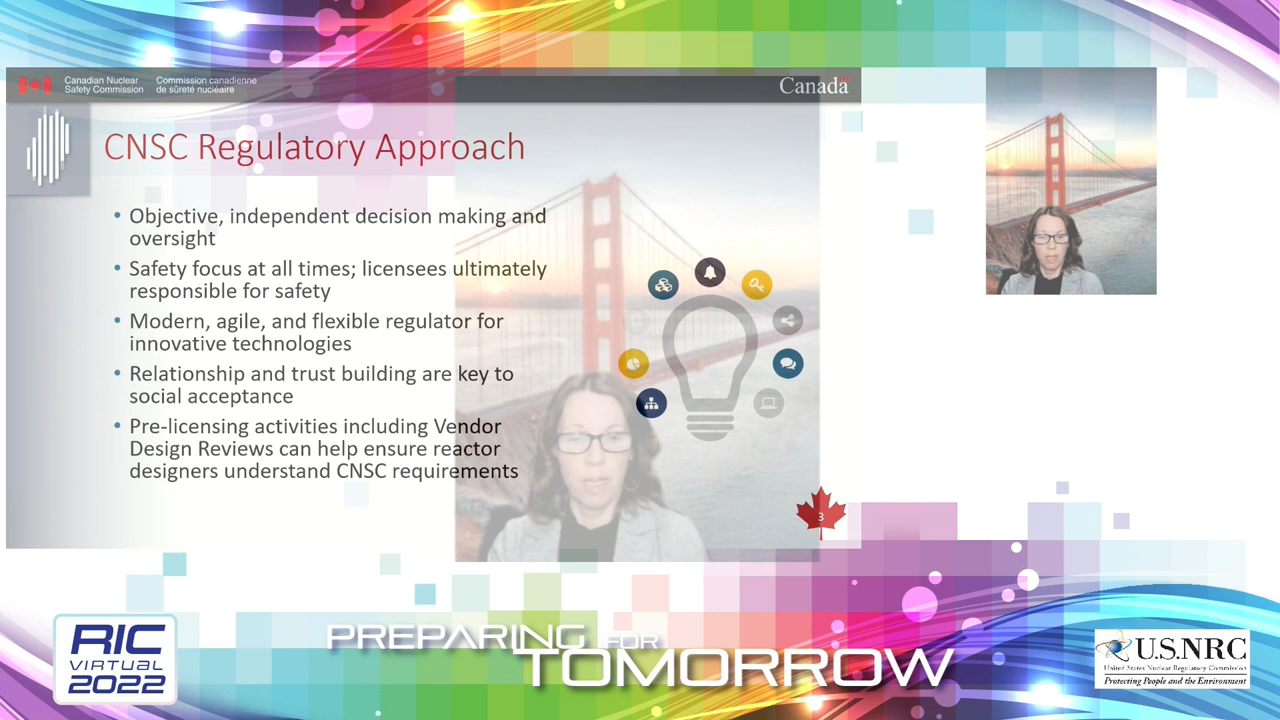 Canadian Nuclear Safety Commission
Commission canadienne de sûreté nucléaire
Canada
CNSC Regulatory Approach
• Objective, independent decision making and
oversight
• Safety focus at all times; licensees ultimately
responsible for safety
• Modern, agile, and flexible regulator for
innovative technologies
• Relationship and trust building are key to
social acceptance
• Pre-licensing activities including Vendor
Design Reviews can help ensure reactor
designers understand CNSC requirements
3
RIC
VIRTUAL
2022
PREPARING FOR
TOMORROW
U.S.NRC
United States Nuclear Regulatory Commission
Protecting People and the Environment